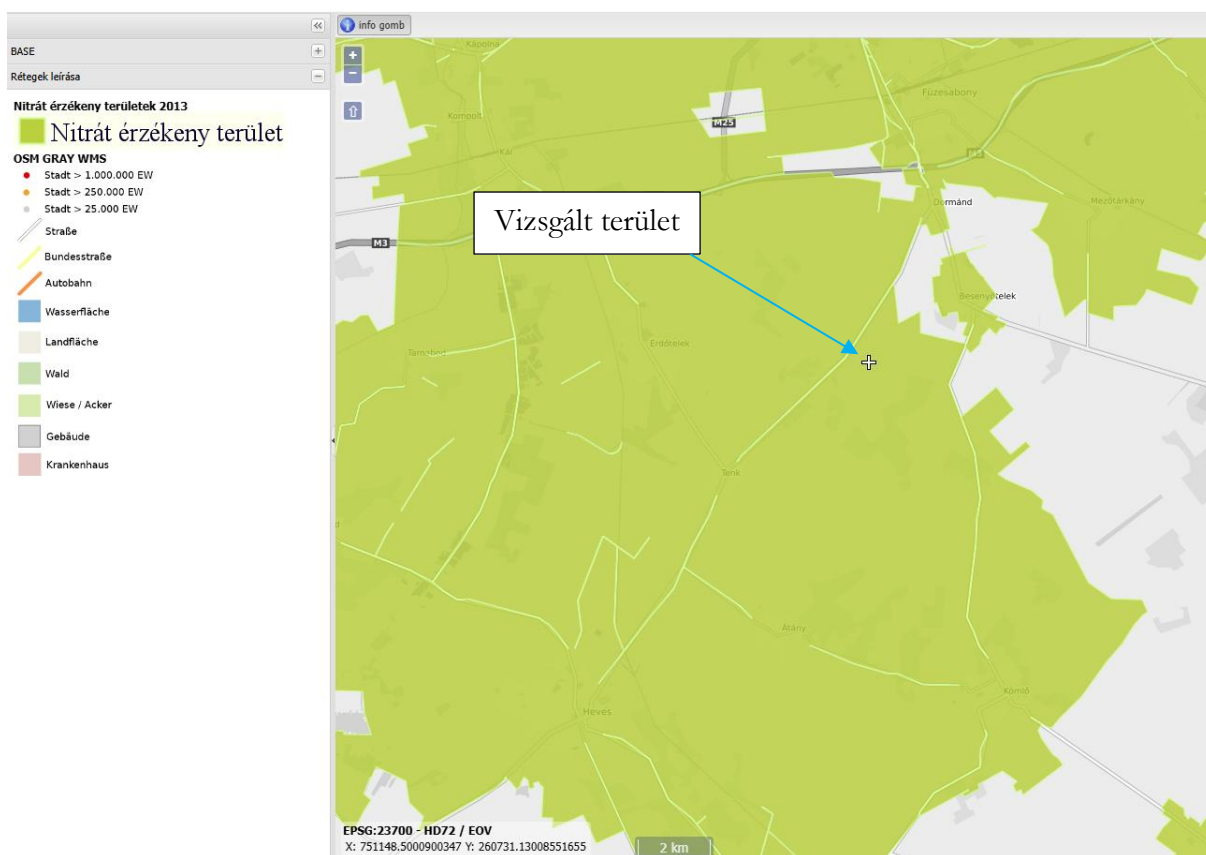 info gomb
BASE
Rétegek leírása
Nitrát érzékeny területek 2013
Nitrát érzékeny terület
OSM GRAY WMS
Stadt > 1.000.000 EW
Stadt > 250.000 EW
Stadt > 25.000 EW
Straße
Bundesstraße
Autobahn
Wasserfläche
Landfläche
Wald
Wiese / Acker
Gebäude
Krankenhaus
Kápolna
Füzesabony
Kompolt
M25
Kál
M3
Dormánd
Mezőtárkány
Vizsgált terület
M3
Besenyőtelek
Erdőtelek
Tarnabod
Tenk
Atány
Kömlő
Heves
EPSG:23700 - HD72 / EOV
X: 751148.5000900347 Y: 260731.13008551655
2 km